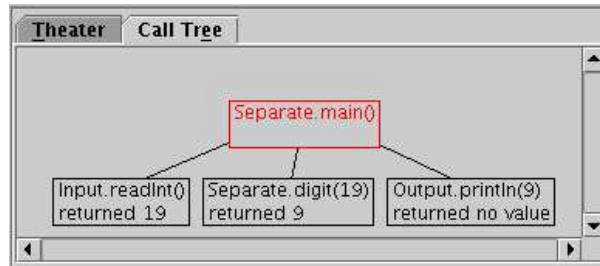 Theater
Call Tree
Separate.main()
Input.readInt()
returned 19
Separate.digit(19)
returned 9
Output.println(9)
returned no value